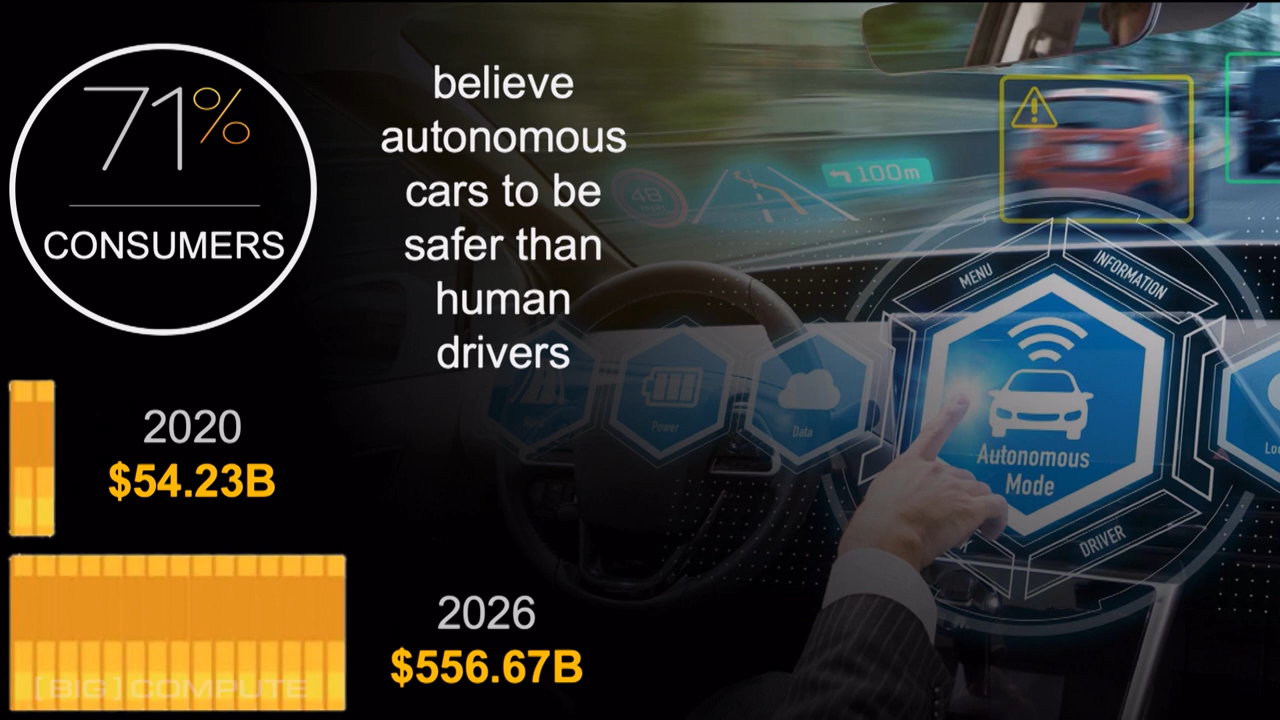 71%
CONSUMERS
believe
autonomous
cars to be
safer than
human
drivers
2020
$54.23B
2026
$556.67B
[BIG] COMPUTE
48
100m
MENU
INFORMATION
Power
Data
Autonomous
Mode
DRIVER